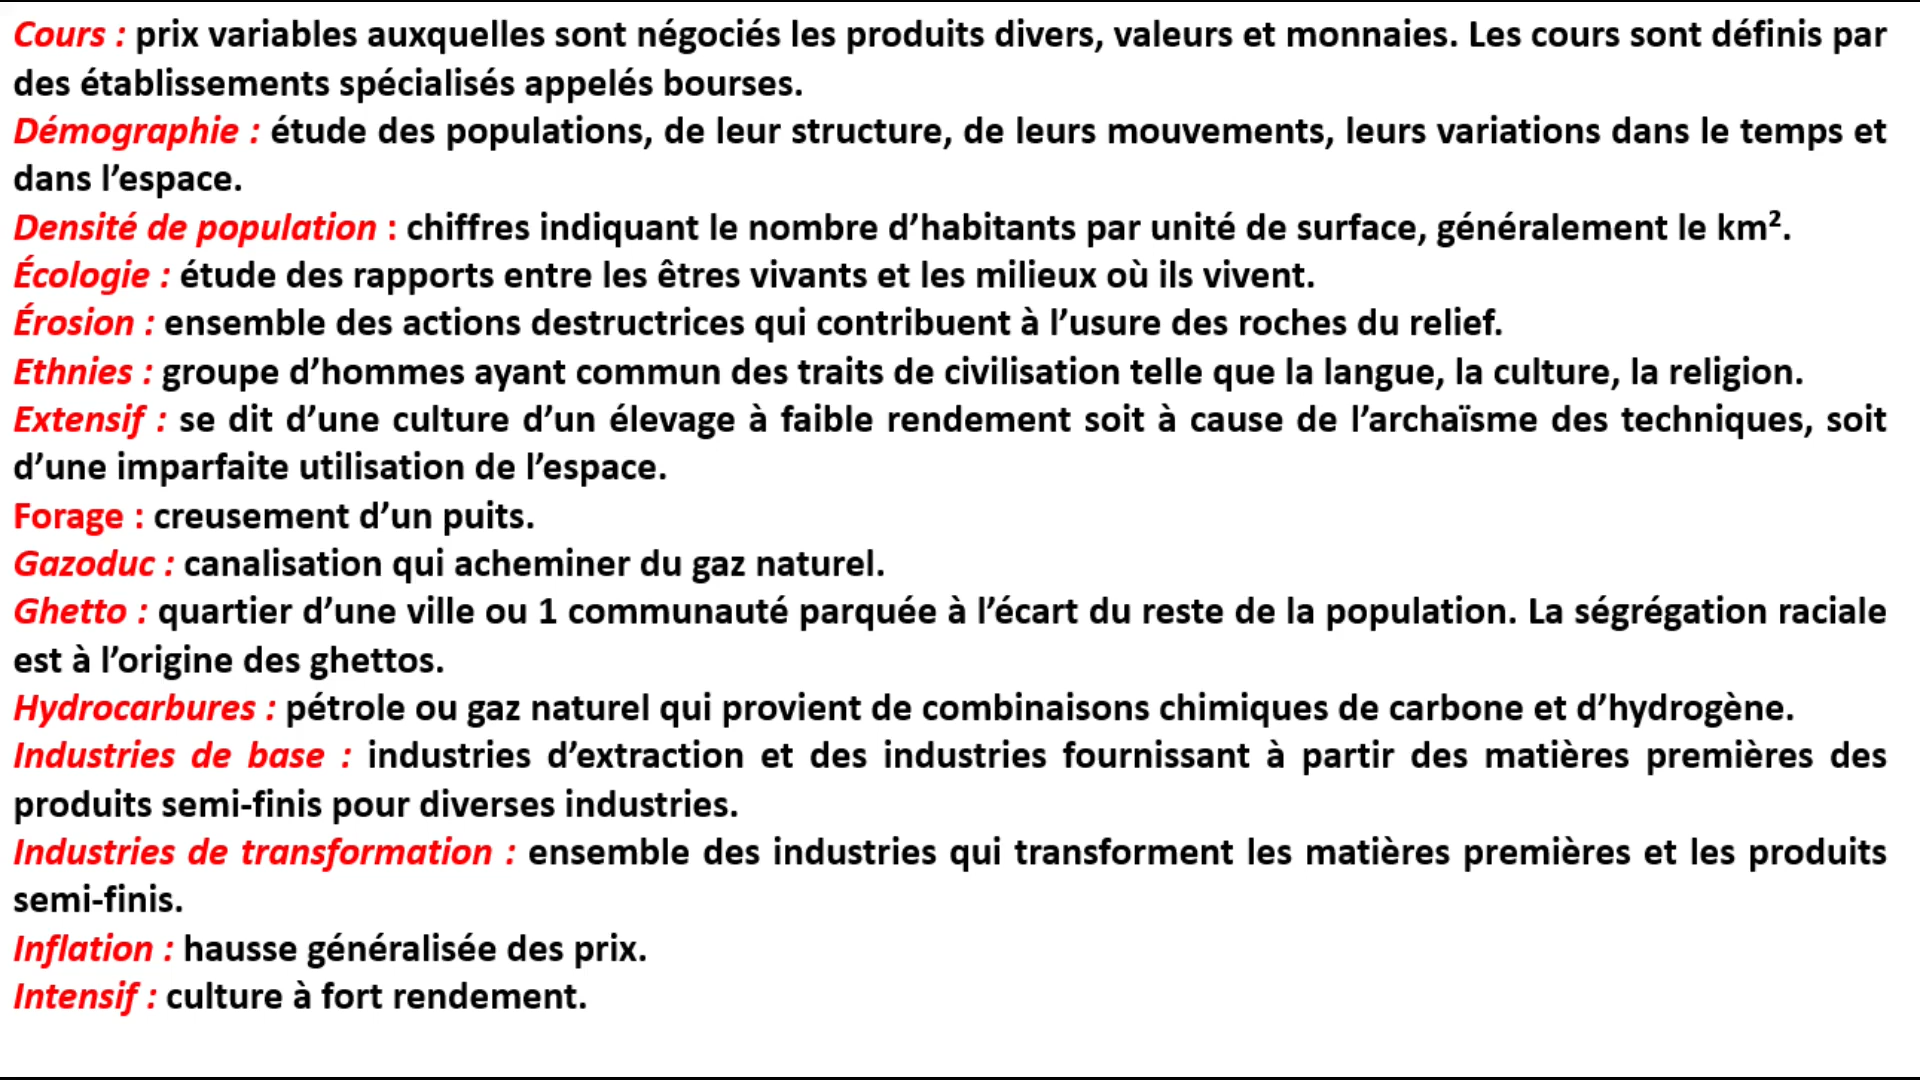 Cours : prix variables auxquelles sont négociés les produits divers, valeurs et monnaies. Les cours sont définis par
des établissements spécialisés appelés bourses.
Démographie : étude des populations, de leur structure, de leurs mouvements, leurs variations dans le temps et
dans l’espace.
Densité de population : chiffres indiquant le nombre d’habitants par unité de surface, généralement le km².
Écologie : étude des rapports entre les êtres vivants et les milieux où ils vivent.
Érosion : ensemble des actions destructrices qui contribuent à l’usure des roches du relief.
Ethnies : groupe d’hommes ayant commun des traits de civilisation telle que la langue, la culture, la religion.
Extensif : se dit d’une culture d’un élevage à faible rendement soit à cause de l’archaïsme des techniques, soit
d’une imparfaite utilisation de l’espace.
Forage : creusement d’un puits.
Gazoduc : canalisation qui acheminer du gaz naturel.
Ghetto : quartier d’une ville ou 1 communauté parquée à l’écart du reste de la population. La ségrégation raciale
est à l’origine des ghettos.
Hydrocarbures : pétrole ou gaz naturel qui provient de combinaisons chimiques de carbone et d’hydrogène.
Industries de base : industries d’extraction et des industries fournissant à partir des matières premières des
produits semi-finis pour diverses industries.
Industries de transformation : ensemble des industries qui transforment les matières premières et les produits
semi-finis.
Inflation : hausse généralisée des prix.
Intensif : culture à fort rendement.